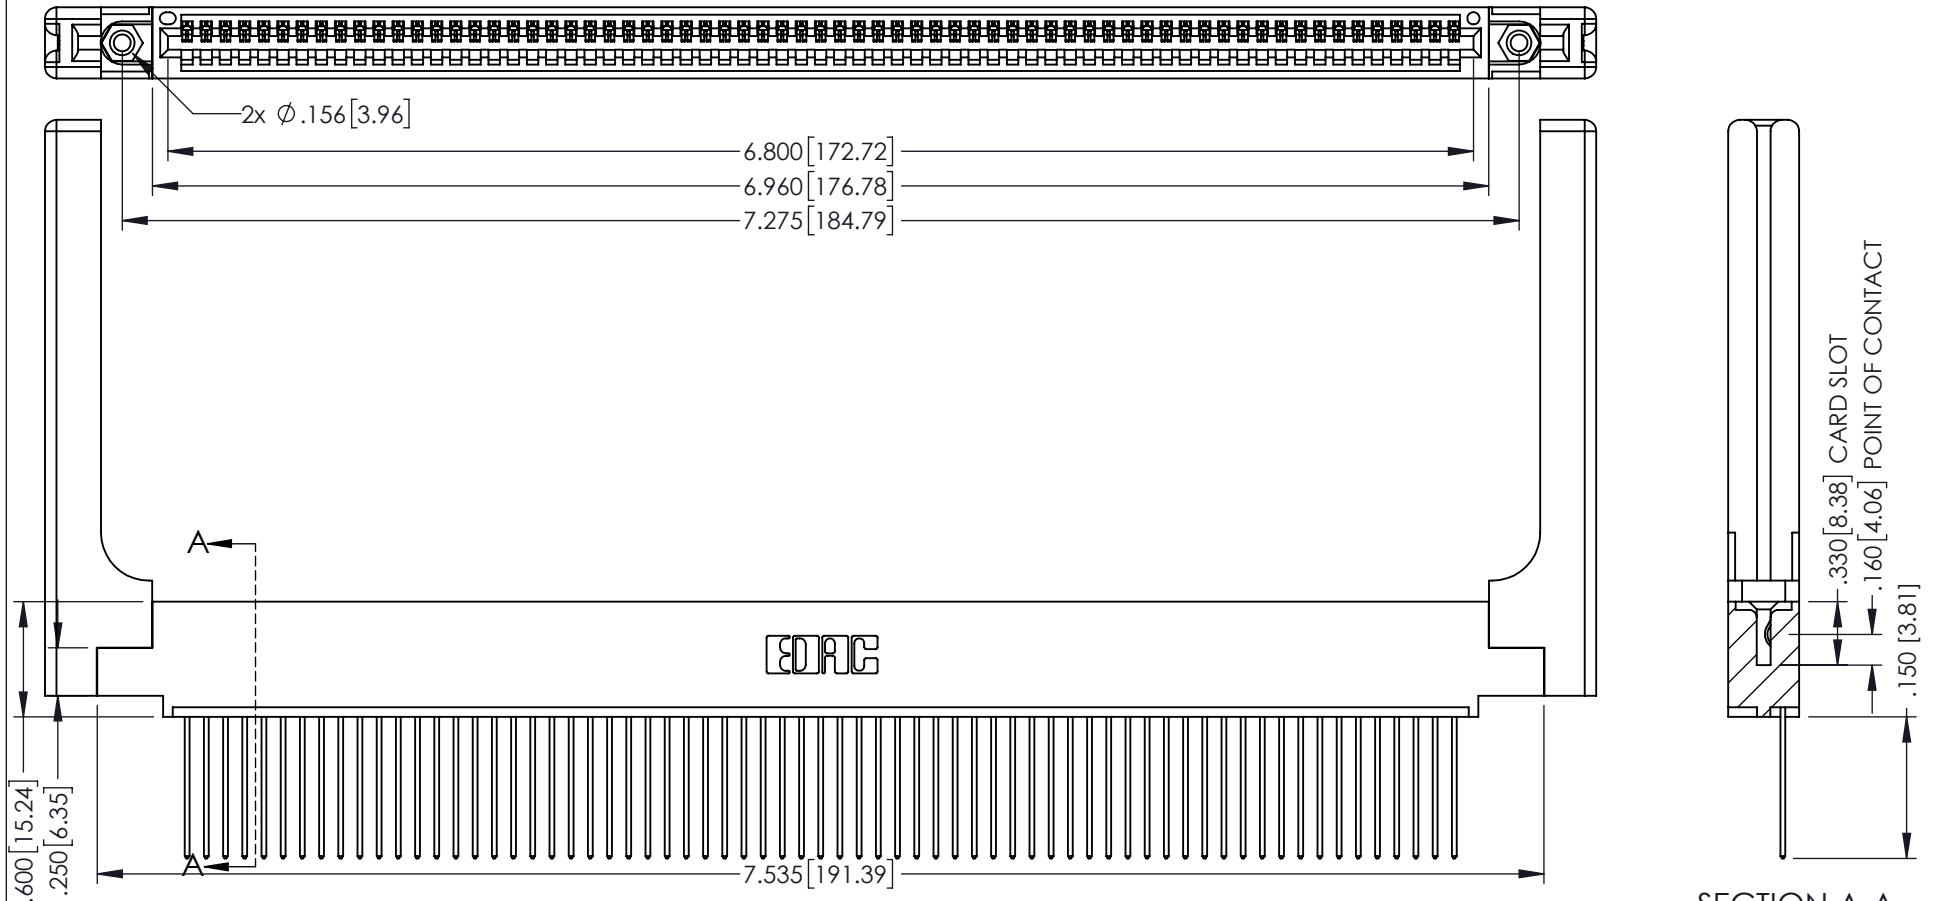 2x Ø.156[3.96]
6.800[172.72]
6.960[176.78]
7.275[184.79]
A
EDAC
A
7.535[191.39]
.600[15.24]
.250[6.35]
.330[8.38] CARD SLOT
.160[4.06] POINT OF CONTACT
.150 [3.81]
SECTION A-A